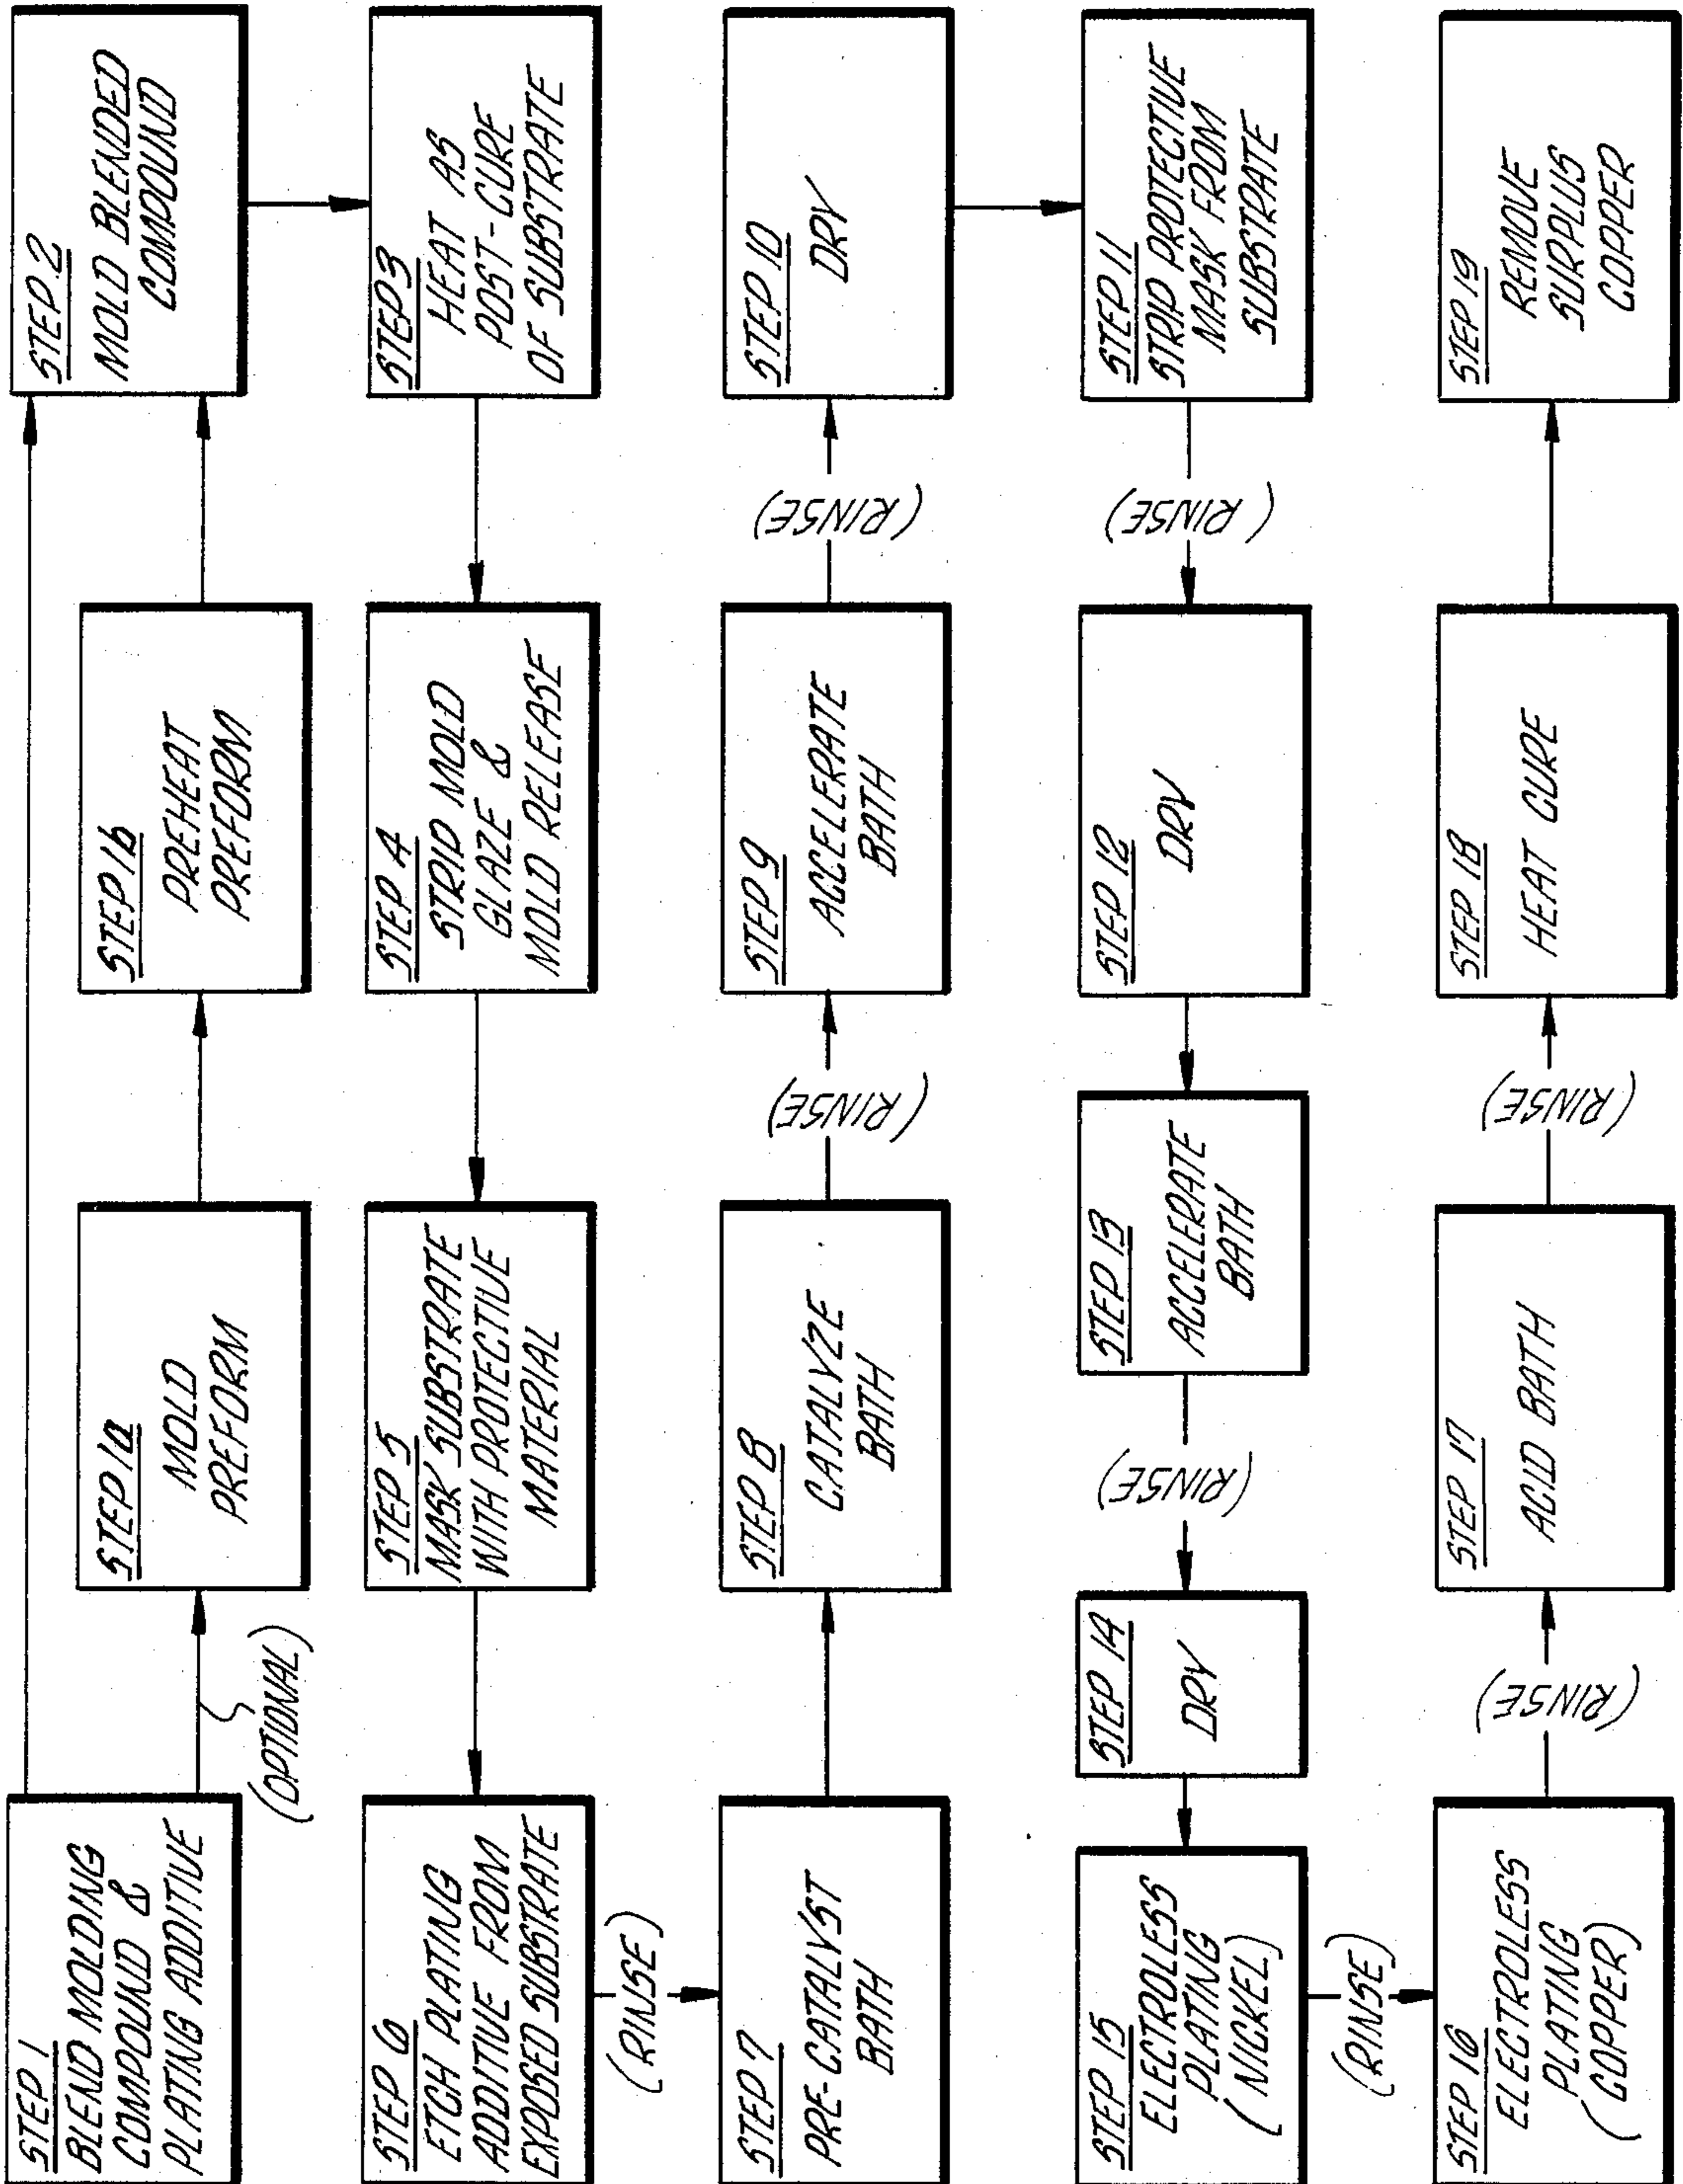 STEP 1
BLEND MOLDING
COMPOUND &
PLATING ADDITIVE
(OPTIONAL)
STEP 1a
MOLD
PREFORM
STEP 1b
PREHEAT
PREFORM
STEP 2
MOLD BLENDED
COMPOUND
STEP 3
HEAT AS
POST-CURE
OF SUBSTRATE
STEP 4
STRIP MOLD
GLAZE &
MOLD RELEASE
STEP 5
MASK SUBSTRATE
WITH PROTECTIVE
MATERIAL
STEP 6
ETCH PLATING
ADDITIVE FROM
EXPOSED SUBSTRATE
(RINSE)
STEP 7
PRE-CATALYST
BATH
STEP 8
CATALYZE
BATH
(RINSE)
STEP 9
ACCELERATE
BATH
(RINSE)
STEP 10
DRY
STEP 11
STRIP PROTECTIVE
MASK FROM
SUBSTRATE
(RINSE)
STEP 12
DRY
STEP 13
ACCELERATE
BATH
(RINSE)
STEP 14
DRY
STEP 15
ELECTROLESS
PLATING
(NICKEL)
(RINSE)
STEP 16
ELECTROLESS
PLATING
(COPPER)
(RINSE)
STEP 17
ACID BATH
(RINSE)
STEP 18
HEAT CURE
STEP 19
REMOVE
SURPLUS
COPPER